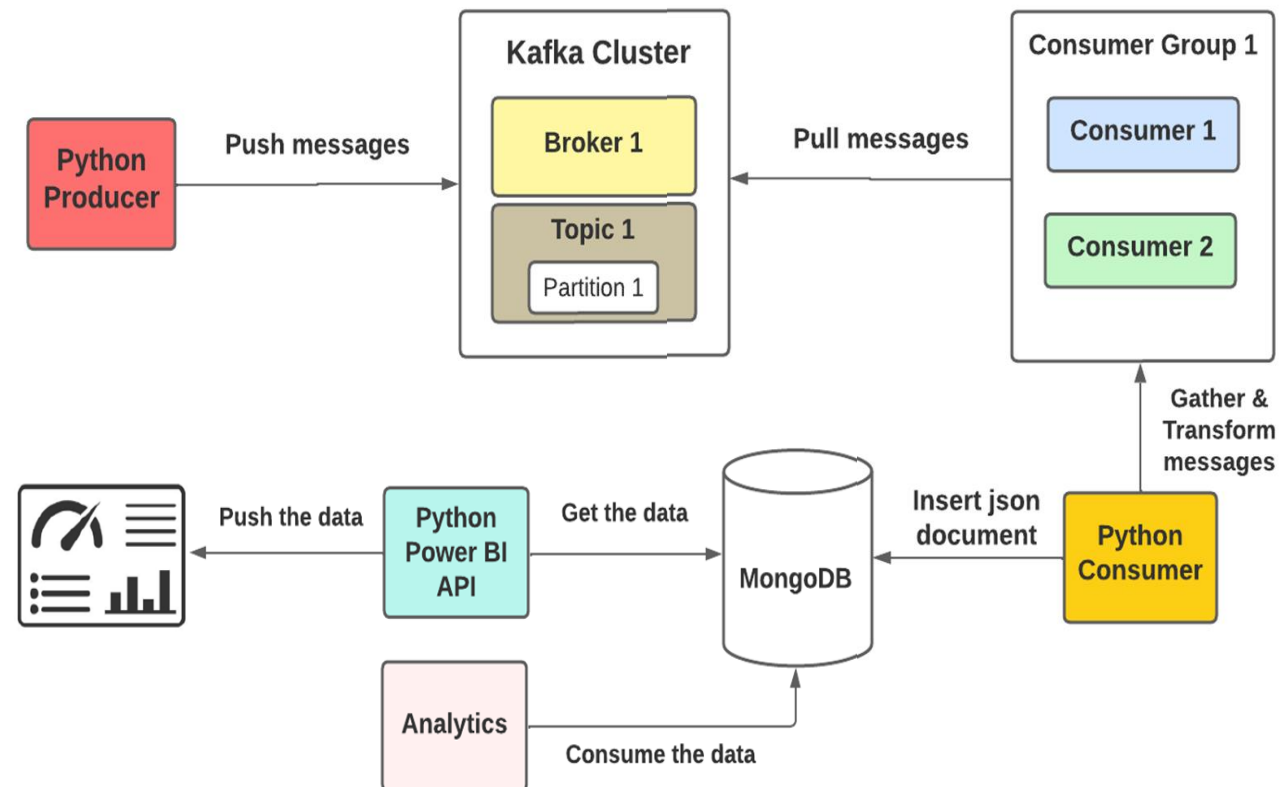 Kafka Cluster
Consumer Group 1
Broker 1
Consumer 1
Python
Producer
Push messages
Pull messages
Topic 1
Partition 1
Consumer 2
Gather &
Transform
messages
Push the data
Python
Power BI
API
Get the data
MongoDB
Insert json
document
Python
Consumer
Analytics
Consume the data